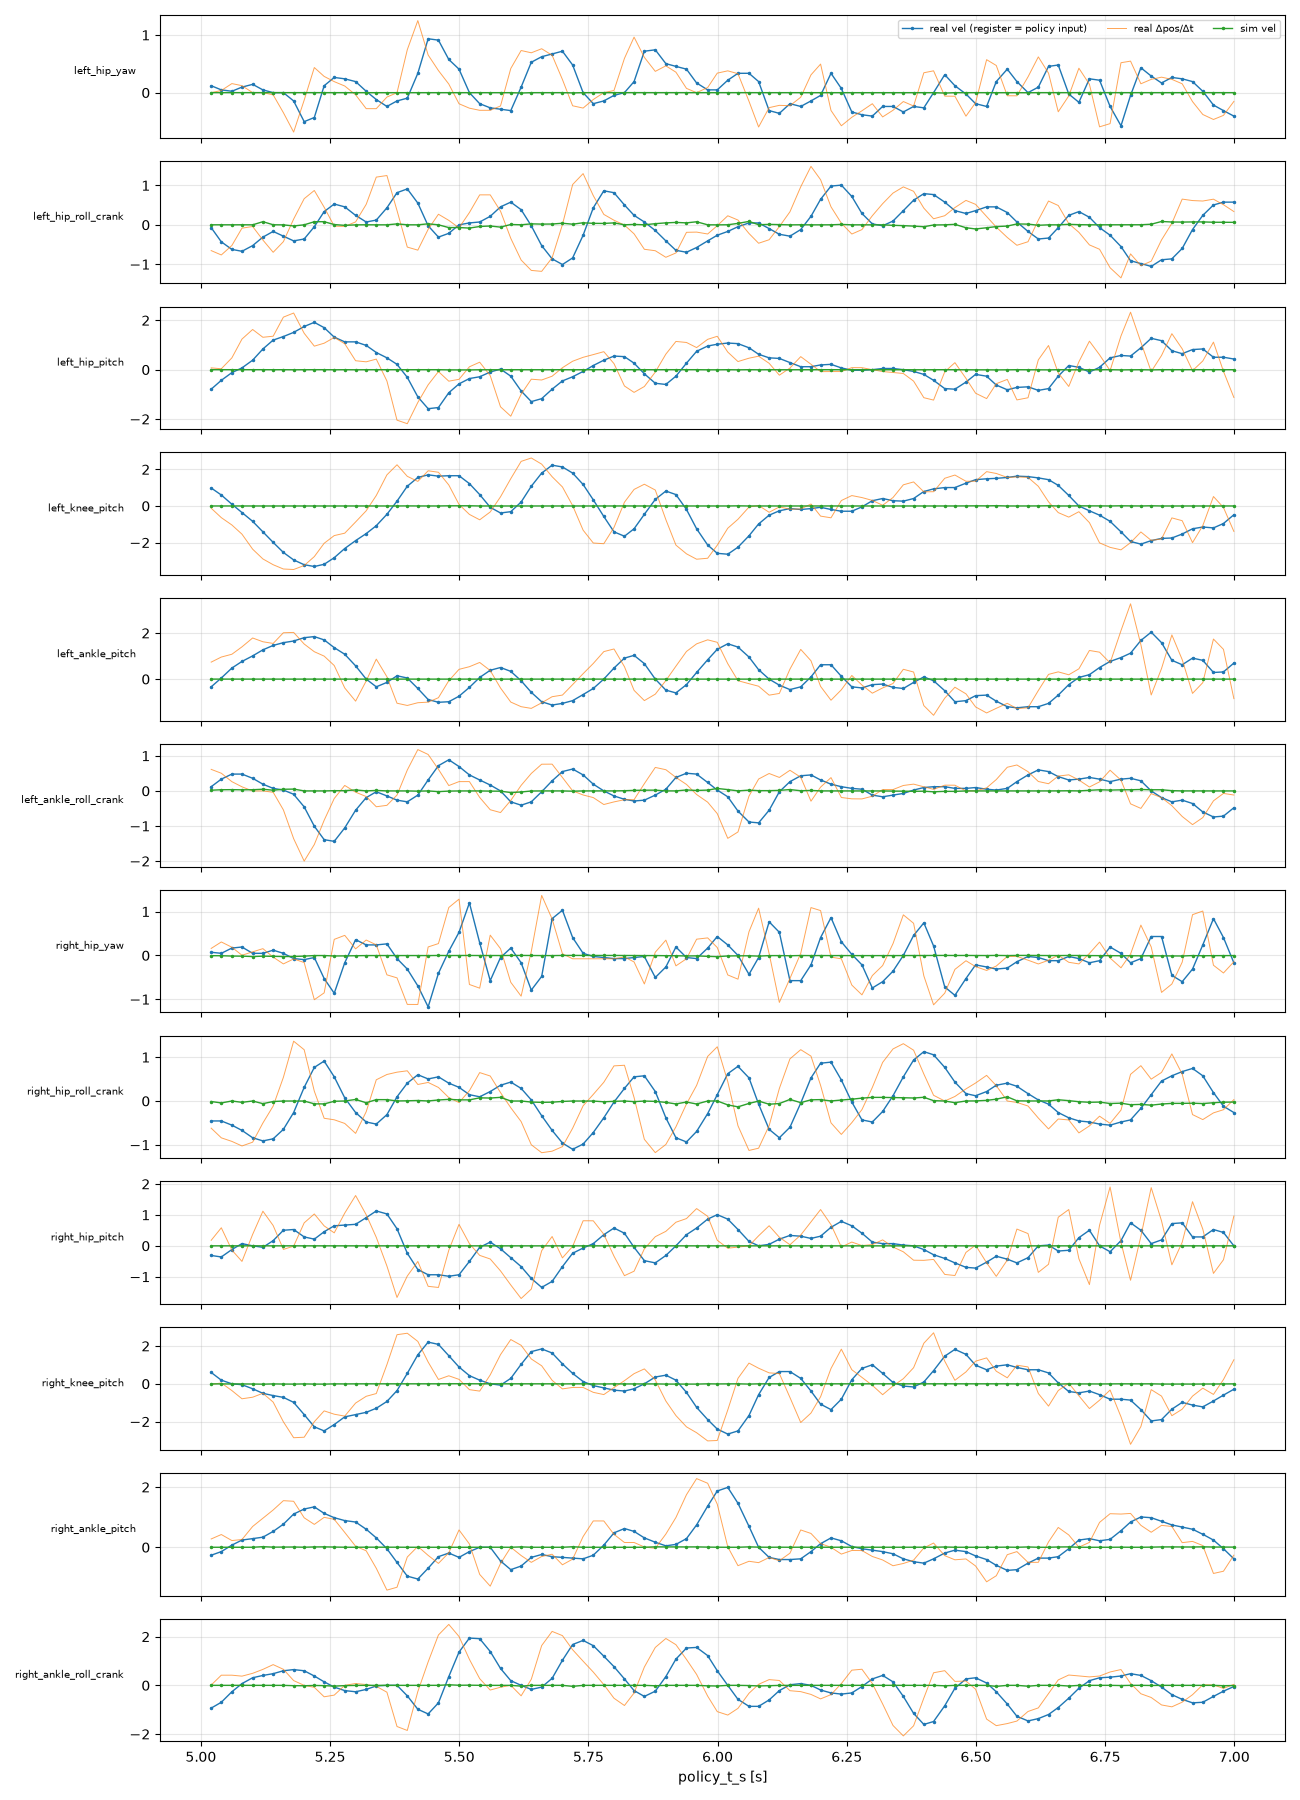 real vel (register = policy input) real Δpos/Δt sim vel
left_hip_yaw
1
0
left_hip_roll_crank
1
0
−1
left_hip_pitch
2
0
−2
left_knee_pitch
2
0
−2
left_ankle_pitch
2
0
left_ankle_roll_crank
1
0
−1
−2
right_hip_yaw
1
0
−1
right_hip_roll_crank
1
0
−1
right_hip_pitch
2
1
0
−1
right_knee_pitch
2
0
−2
right_ankle_pitch
2
0
right_ankle_roll_crank
2
0
−2
5.00 5.25 5.50 5.75 6.00 6.25 6.50 6.75 7.00
policy_t_s [s]